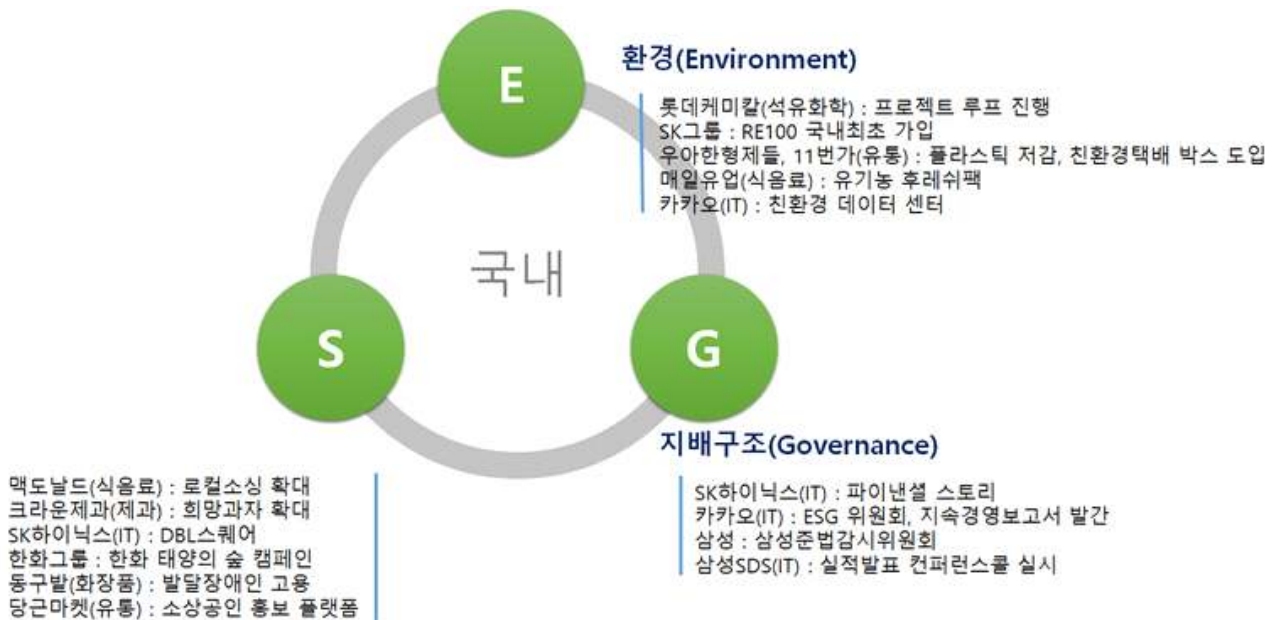 E
환경(Environment)
롯데케미칼(석유화학) : 프로젝트 루프 진행
SK그룹 : RE100 국내최초 가입
우아한형제들, 11번가(유통) : 플라스틱 저감, 친환경택배 박스 도입
매일유업(식음료) : 유기농 후레쉬팩
카카오(IT) : 친환경 데이터 센터
국내
S
G
지배구조(Governance)
SK하이닉스(IT) : 파이낸셜 스토리
카카오(IT) : ESG 위원회, 지속경영보고서 발간
삼성 : 삼성준법감시위원회
삼성SDS(IT) : 실적발표 컨퍼런스콜 실시
맥도날드(식음료) : 로컬소싱 확대
크라운제과(제과) : 희망과자 확대
SK하이닉스(IT) : DBL스퀘어
한화그룹 : 한화 태양의 숲 캠페인
동구밭(화장품) : 발달장애인 고용
당근마켓(유통) : 소상공인 홍보 플랫폼